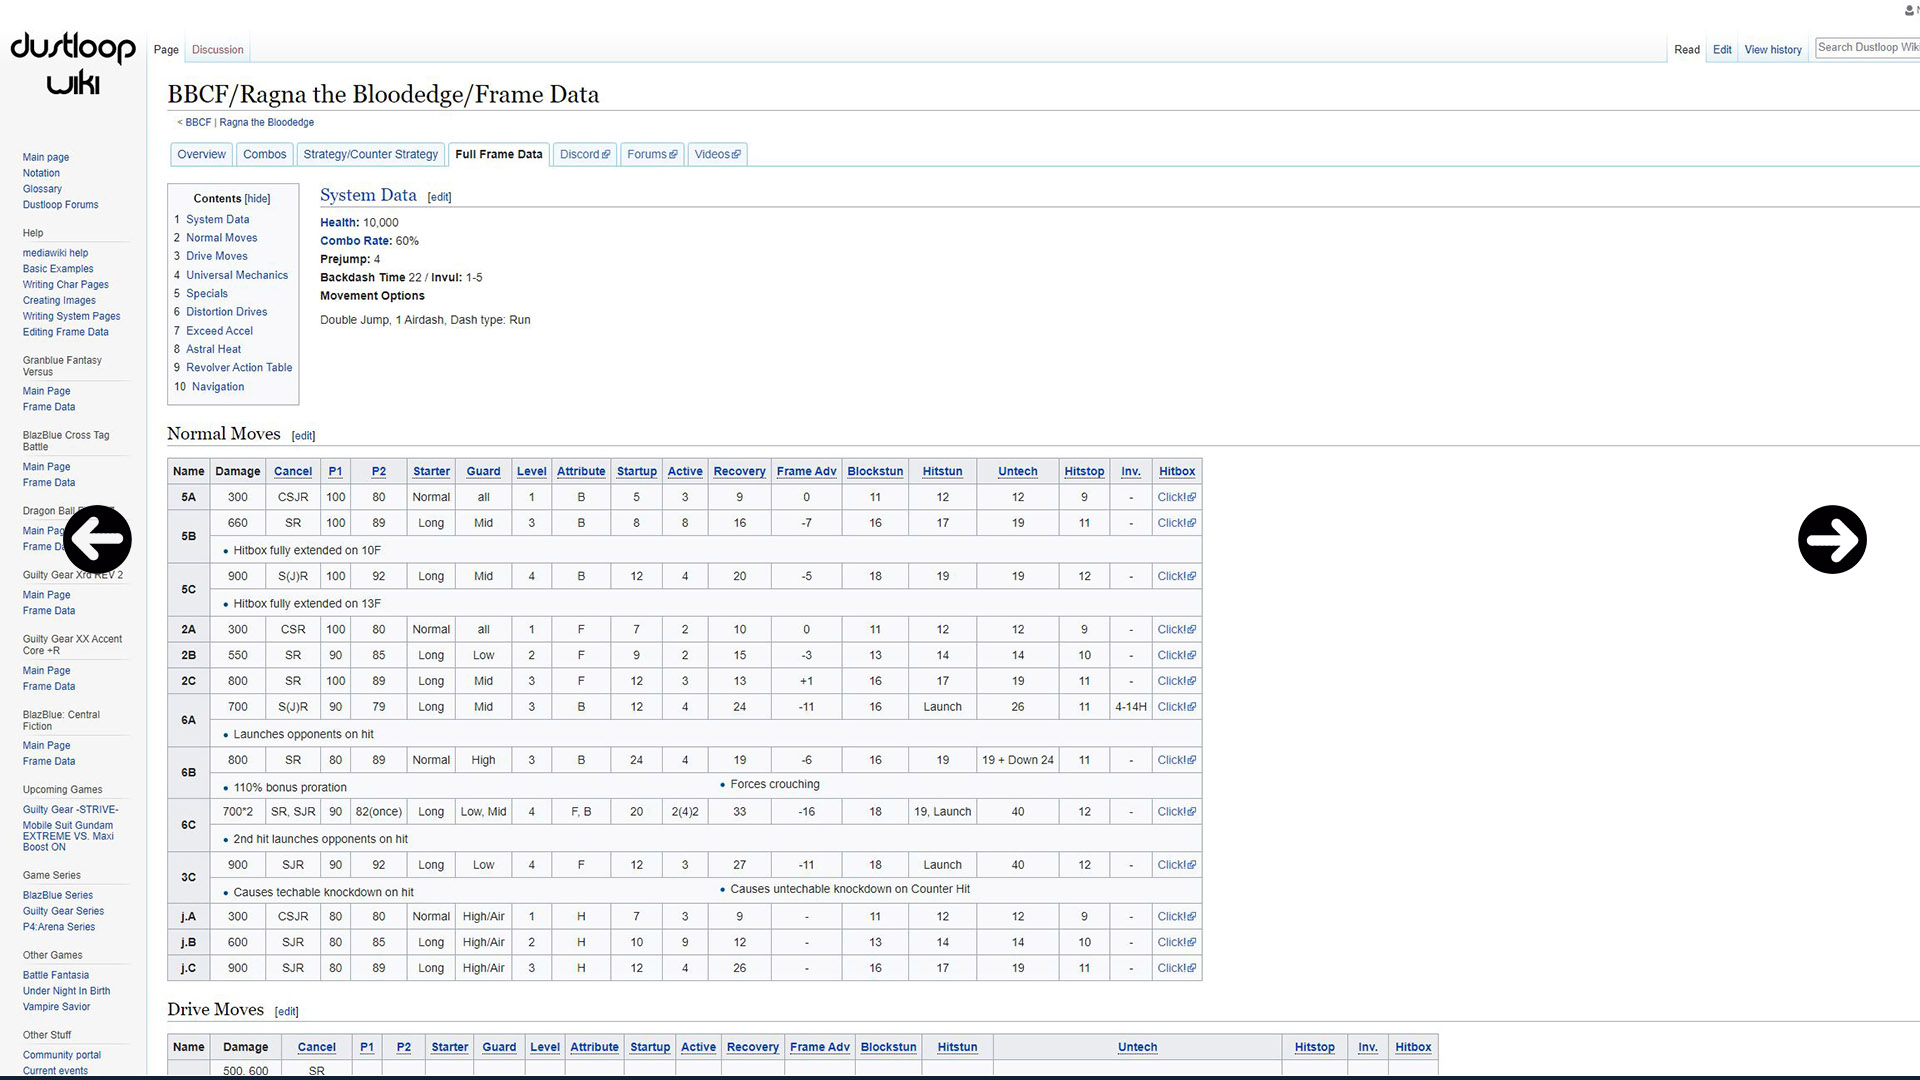 dustloop
wiki
Page Discussion
Read Edit View history Search Dustloop Wiki
BBCF/Ragna the Bloodedge/Frame Data
< BBCF | Ragna the Bloodedge
Overview Combos Strategy/Counter Strategy Full Frame Data Discord Forums Videos
Main page
Notation
Glossary
Dustloop Forums
Help
mediawiki help
Basic Examples
Writing Char Pages
Creating Images
Writing System Pages
Editing Frame Data
Granblue Fantasy
Versus
Main Page
Frame Data
BlazBlue Cross Tag
Battle
Main Page
Frame Data
Dragon Ball
Main Page
Frame
Guilty Gear Xrd REV 2
Main Page
Frame Data
Guilty Gear XX Accent
Core +R
Main Page
Frame Data
BlazBlue: Central
Fiction
Main Page
Frame Data
Upcoming Games
Guilty Gear -STRIVE-
Mobile Suit Gundam
EXTREME VS. Maxi
Boost ON
Game Series
BlazBlue Series
Guilty Gear Series
P4:Arena Series
Other Games
Battle Fantasia
Under Night In Birth
Vampire Savior
Other Stuff
Community portal
Current events
Contents [hide]
1 System Data
2 Normal Moves
3 Drive Moves
4 Universal Mechanics
5 Specials
6 Distortion Drives
7 Exceed Accel
8 Astral Heat
9 Revolver Action Table
10 Navigation
System Data [edit]
Health: 10,000
Combo Rate: 60%
Prejump: 4
Backdash Time 22 / Invul: 1-5
Movement Options
Double Jump, 1 Airdash, Dash type: Run
Normal Moves [edit]
Name Damage Cancel P1 P2 Starter Guard Level Attribute Startup Active Recovery Frame Adv Blockstun Hitstun Untech Hitstop Inv. Hitbox
5A 300 CSJR 100 80 Normal all 1 B 5 3 9 0 11 12 12 9 - Click!
5B 660 SR 100 89 Long Mid 3 B 8 8 16 -7 16 17 19 11 - Click!
• Hitbox fully extended on 10F
5C 900 S(J)R 100 92 Long Mid 4 B 12 4 20 -5 18 19 19 12 - Click!
• Hitbox fully extended on 13F
2A 300 CSR 100 80 Normal all 1 F 7 2 10 0 11 12 12 9 - Click!
2B 550 SR 90 85 Long Low 2 F 9 2 15 -3 13 14 14 10 - Click!
2C 800 SR 100 89 Long Mid 3 F 12 3 13 +1 16 17 19 11 - Click!
6A 700 S(J)R 90 79 Long Mid 3 B 12 4 24 -11 16 Launch 26 11 4-14H Click!
• Launches opponents on hit
6B 800 SR 80 89 Normal High 3 B 24 4 19 -6 16 19 19 + Down 24 11 - Click!
• 110% bonus proration • Forces crouching
6C 700*2 SR, SJR 90 82(once) Long Low, Mid 4 F, B 20 2(4)2 33 -16 18 19, Launch 40 12 - Click!
• 2nd hit launches opponents on hit
3C 900 SJR 90 92 Long Low 4 F 12 3 27 -11 18 Launch 40 12 - Click!
• Causes techable knockdown on hit • Causes untechable knockdown on Counter Hit
j.A 300 CSJR 80 80 Normal High/Air 1 H 7 3 9 - 11 12 12 9 - Click!
j.B 600 SJR 80 85 Long High/Air 2 H 10 9 12 - 13 14 14 10 - Click!
j.C 900 SJR 80 89 Long High/Air 3 H 12 4 26 - 16 17 19 11 - Click!
Drive Moves [edit]
Name Damage Cancel P1 P2 Starter Guard Level Attribute Startup Active Recovery Frame Adv Blockstun Hitstun Untech Hitstop Inv. Hitbox
500, 600 SR